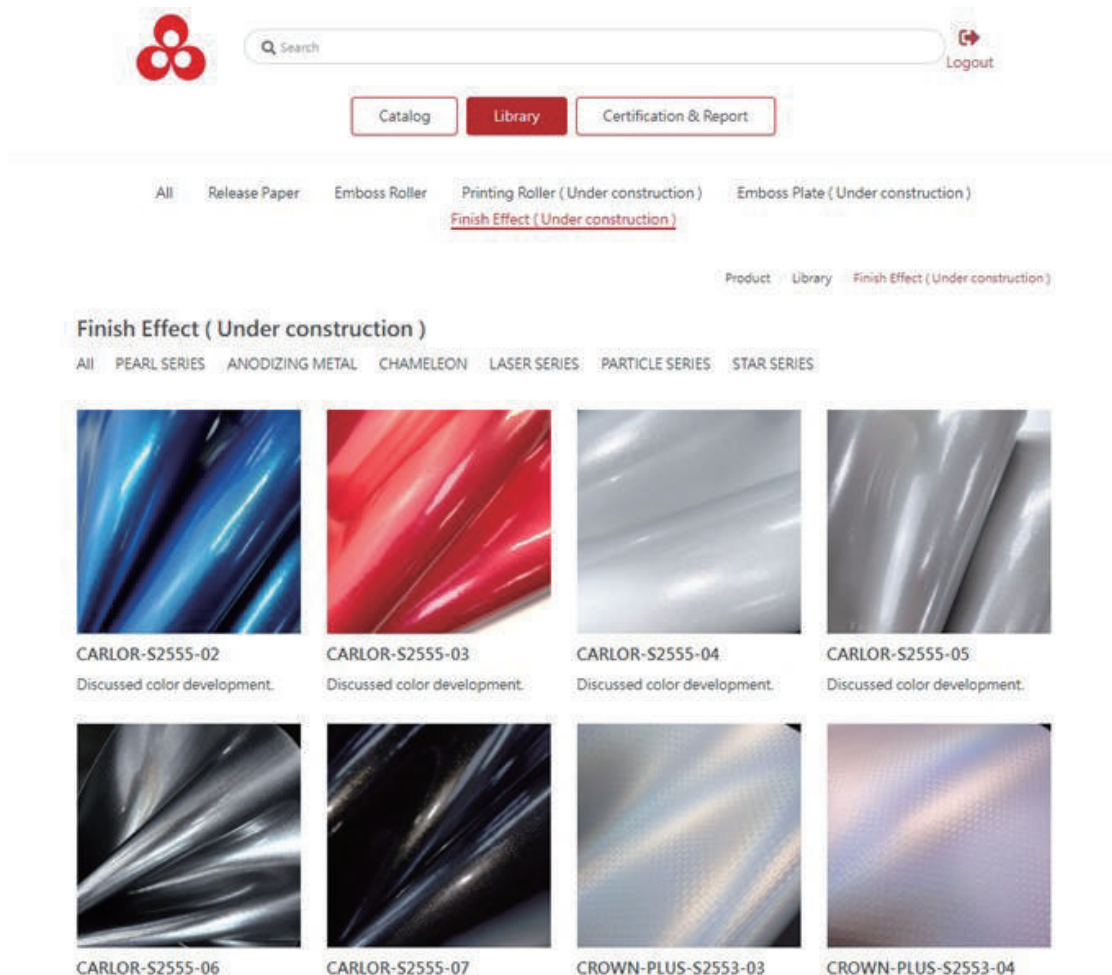 Search
Logout
Catalog Library Certification & Report
All Release Paper Emboss Roller Printing Roller ( Under construction ) Emboss Plate ( Under construction )
Finish Effect ( Under construction )
Product Library Finish Effect ( Under construction )
Finish Effect ( Under construction )
All PEARL SERIES ANODIZING METAL CHAMELEON LASER SERIES PARTICLE SERIES STAR SERIES
CARLOR-S2555-02 CARLOR-S2555-03 CARLOR-S2555-04 CARLOR-S2555-05
Discussed color development. Discussed color development. Discussed color development. Discussed color development.
CARLOR-S2555-06 CARLOR-S2555-07 CROWN-PLUS-S2553-03 CROWN-PLUS-S2553-04